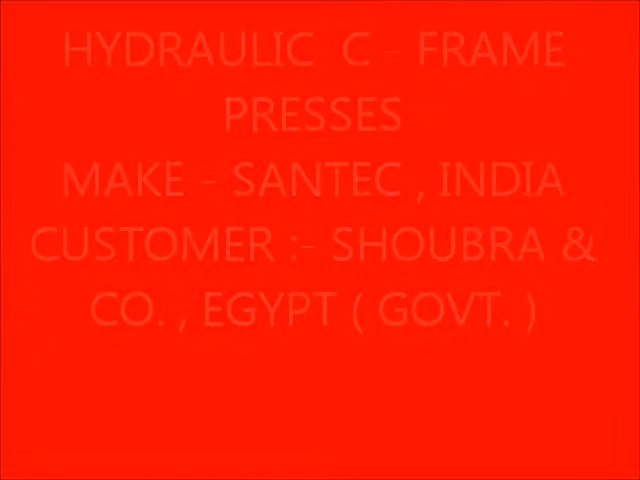 HYDRAULIC C - FRAME
PRESSES
MAKE - SANTEC , INDIA
CUSTOMER :- SHOUBRA &
CO. , EGYPT ( GOVT. )